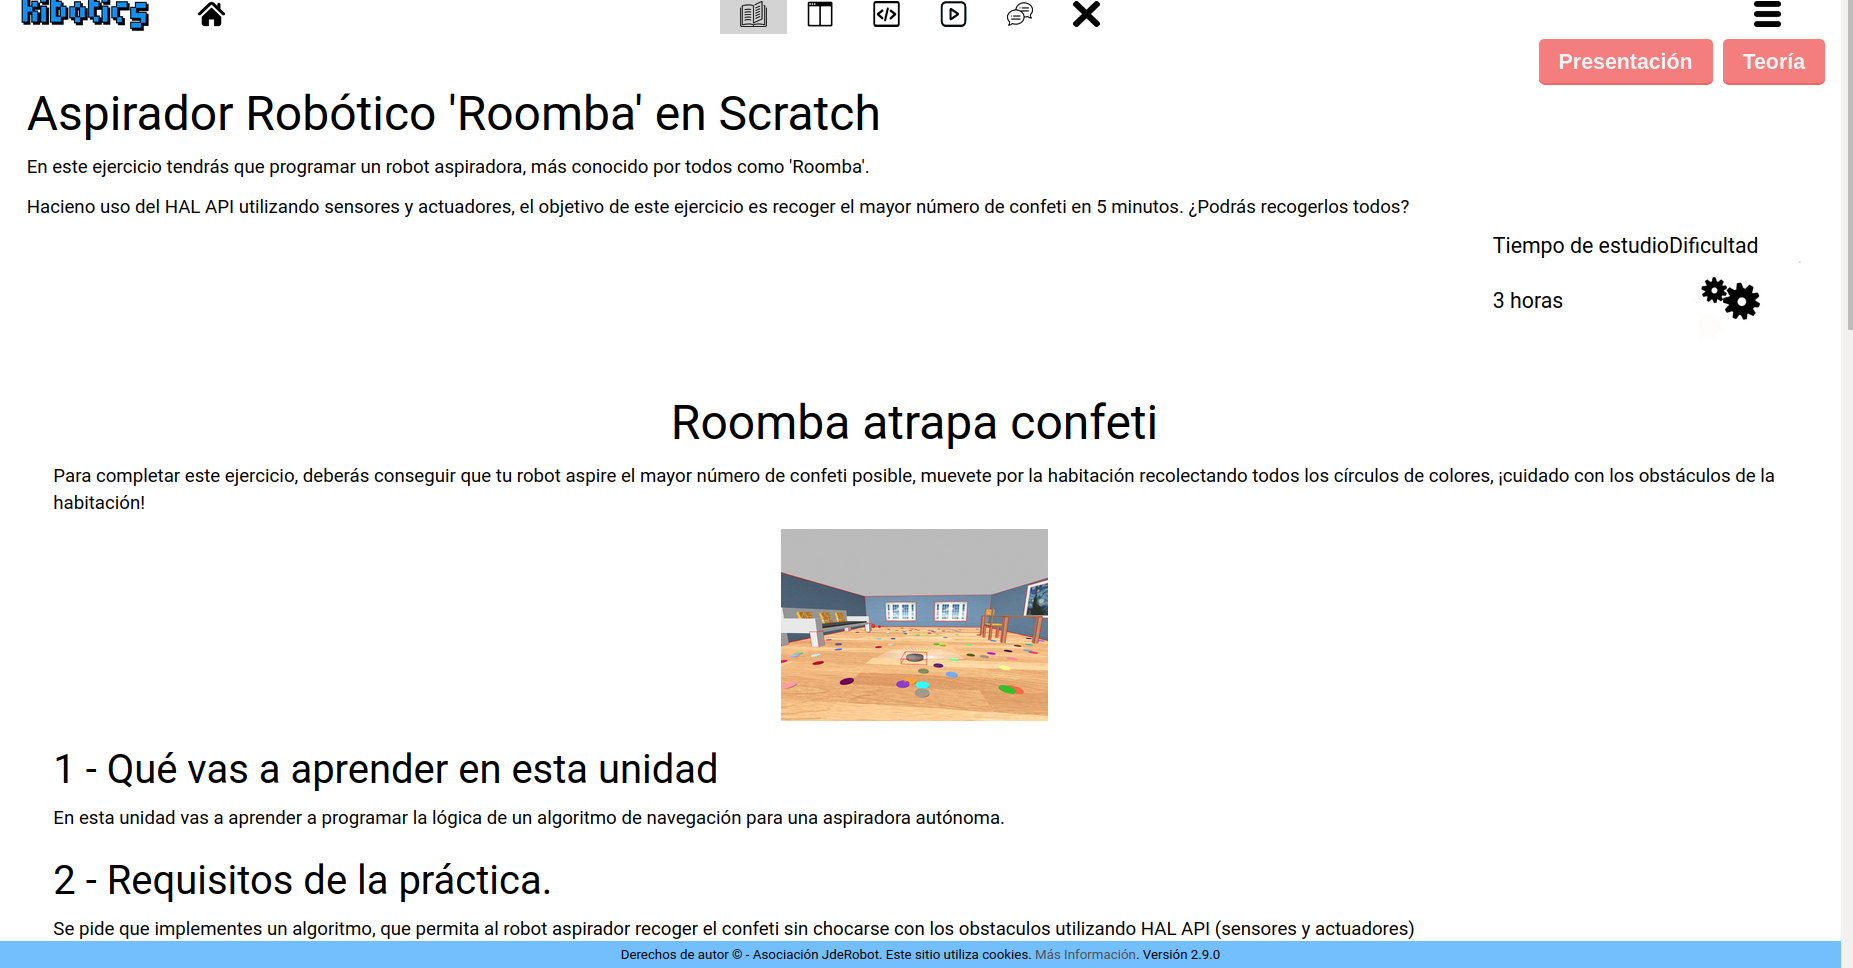 Kibotics
Presentación Teoría
Aspirador Robótico 'Roomba' en Scratch
En este ejercicio tendrás que programar un robot aspiradora, más conocido por todos como 'Roomba'.
Hacieno uso del HAL API utilizando sensores y actuadores, el objetivo de este ejercicio es recoger el mayor número de confeti en 5 minutos. ¿Podrás recogerlos todos?
Tiempo de estudioDificultad
3 horas
Roomba atrapa confeti
Para completar este ejercicio, deberás conseguir que tu robot aspire el mayor número de confeti posible, muevete por la habitación recolectando todos los círculos de colores, ¡cuidado con los obstáculos de la
habitación!
1 - Qué vas a aprender en esta unidad
En esta unidad vas a aprender a programar la lógica de un algoritmo de navegación para una aspiradora autónoma.
2 - Requisitos de la práctica.
Se pide que implementes un algoritmo, que permita al robot aspirador recoger el confeti sin chocarse con los obstaculos utilizando HAL API (sensores y actuadores)
Derechos de autor © - Asociación JdeRobot. Este sitio utiliza cookies. Más Información. Versión 2.9.0